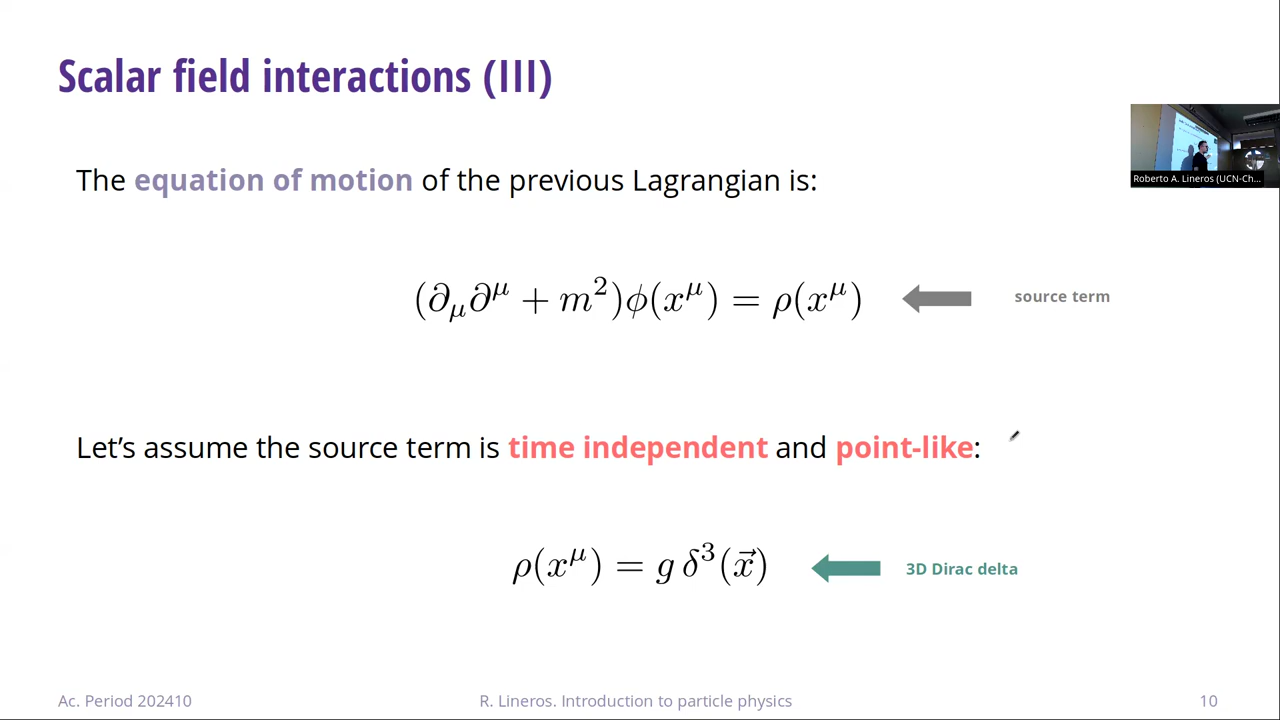 Scalar field interactions (III)
Roberto A. Lineros (UCN-Ch...
The equation of motion of the previous Lagrangian is:
(∂_μ∂^μ + m²)ϕ(x^μ) = ρ(x^μ)
source term
Let's assume the source term is time independent and point-like:
ρ(x^μ) = g δ³(x⃗)
3D Dirac delta
Ac. Period 202410
R. Lineros. Introduction to particle physics
10